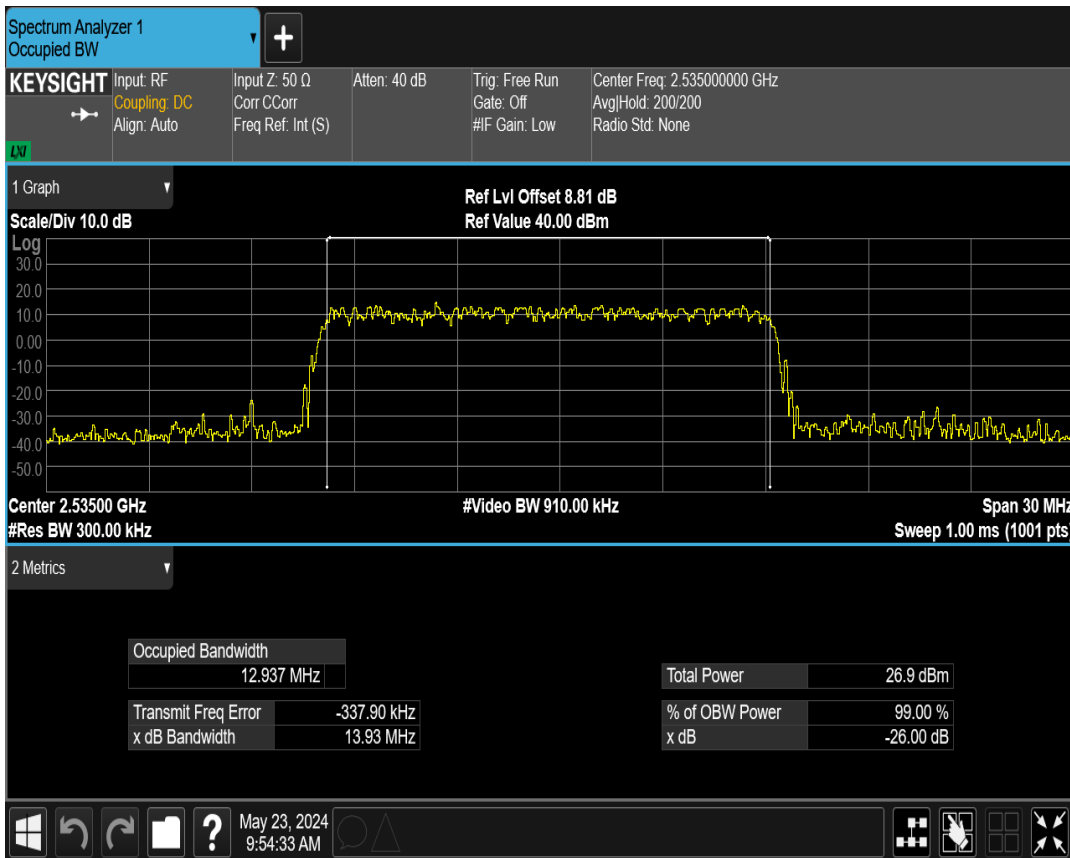 Spectrum Analyzer 1
Occupied BW
+
KEYSIGHT
LXI
Input: RF
Coupling: DC
Align: Auto
Input Z: 50 Ω
Corr CCorr
Freq Ref: Int (S)
Atten: 40 dB
Trig: Free Run
Gate: Off
#IF Gain: Low
Center Freq: 2.535000000 GHz
Avg|Hold: 200/200
Radio Std: None
1 Graph
Scale/Div 10.0 dB
Ref Lvl Offset 8.81 dB
Ref Value 40.00 dBm
Log
30.0
20.0
10.0
0.00
-10.0
-20.0
-30.0
-40.0
-50.0
Center 2.53500 GHz
#Video BW 910.00 kHz
Span 30 MHz
#Res BW 300.00 kHz
Sweep 1.00 ms (1001 pts)
2 Metrics
Occupied Bandwidth
12.937 MHz
Total Power 26.9 dBm
Transmit Freq Error -337.90 kHz
% of OBW Power 99.00 %
x dB Bandwidth 13.93 MHz
x dB -26.00 dB
?
May 23, 2024
9:54:33 AM